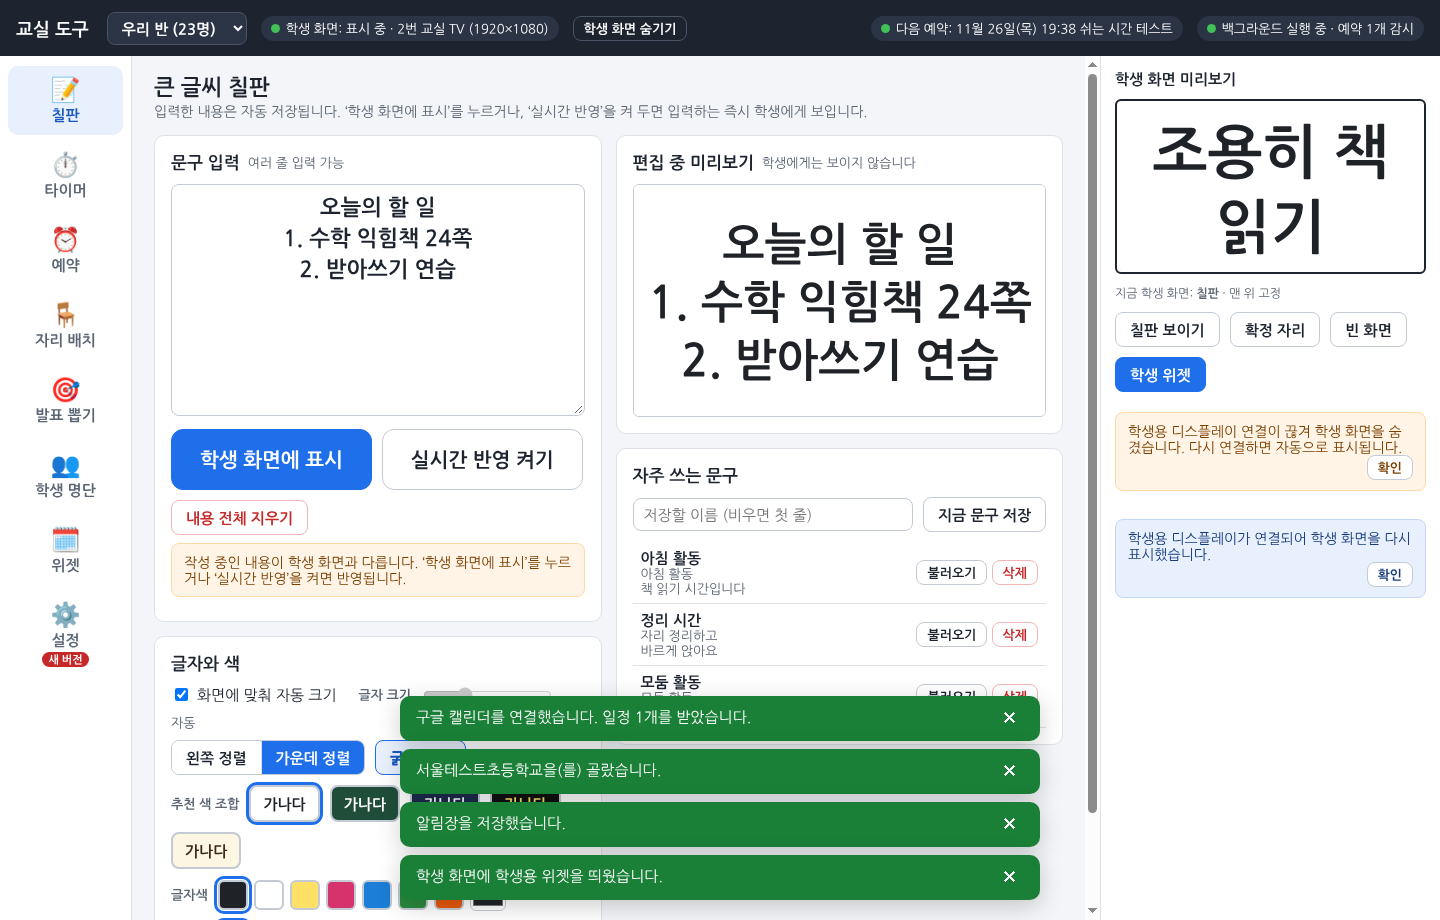 교실 도구
우리 반 (23명)
학생 화면: 표시 중 · 2번 교실 TV (1920×1080)
학생 화면 숨기기
다음 예약: 11월 26일(목) 19:38 쉬는 시간 테스트
백그라운드 실행 중 · 예약 1개 감시
칠판
타이머
예약
자리 배치
발표 뽑기
학생 명단
위젯
설정
새 버전
큰 글씨 칠판
입력한 내용은 자동 저장됩니다. ‘학생 화면에 표시’를 누르거나, ‘실시간 반영’을 켜 두면 입력하는 즉시 학생에게 보입니다.
문구 입력 여러 줄 입력 가능
오늘의 할 일
1. 수학 익힘책 24쪽
2. 받아쓰기 연습
학생 화면에 표시
실시간 반영 켜기
내용 전체 지우기
작성 중인 내용이 학생 화면과 다릅니다. ‘학생 화면에 표시’를 누르
거나 ‘실시간 반영’을 켜면 반영됩니다.
글자와 색
화면에 맞춰 자동 크기
글자 크기
자동
왼쪽 정렬
가운데 정렬
추천 색 조합
가나다
가나다
가나다
가나다
가나다
글자색
편집 중 미리보기 학생에게는 보이지 않습니다
오늘의 할 일
1. 수학 익힘책 24쪽
2. 받아쓰기 연습
자주 쓰는 문구
저장할 이름 (비우면 첫 줄)
지금 문구 저장
아침 활동
아침 활동
책 읽기 시간입니다
불러오기
삭제
정리 시간
자리 정리하고
바르게 앉아요
불러오기
삭제
모둠 활동
모둠 활동
불러오기
삭제
구글 캘린더를 연결했습니다. 일정 1개를 받았습니다.
서울테스트초등학교을(를) 골랐습니다.
알림장을 저장했습니다.
학생 화면에 학생용 위젯을 띄웠습니다.
학생 화면 미리보기
조용히 책
읽기
지금 학생 화면: 칠판 · 맨 위 고정
칠판 보이기
확정 자리
빈 화면
학생 위젯
학생용 디스플레이 연결이 끊겨 학생 화면을 숨
겼습니다. 다시 연결하면 자동으로 표시됩니다.
확인
학생용 디스플레이가 연결되어 학생 화면을 다시
표시했습니다.
확인